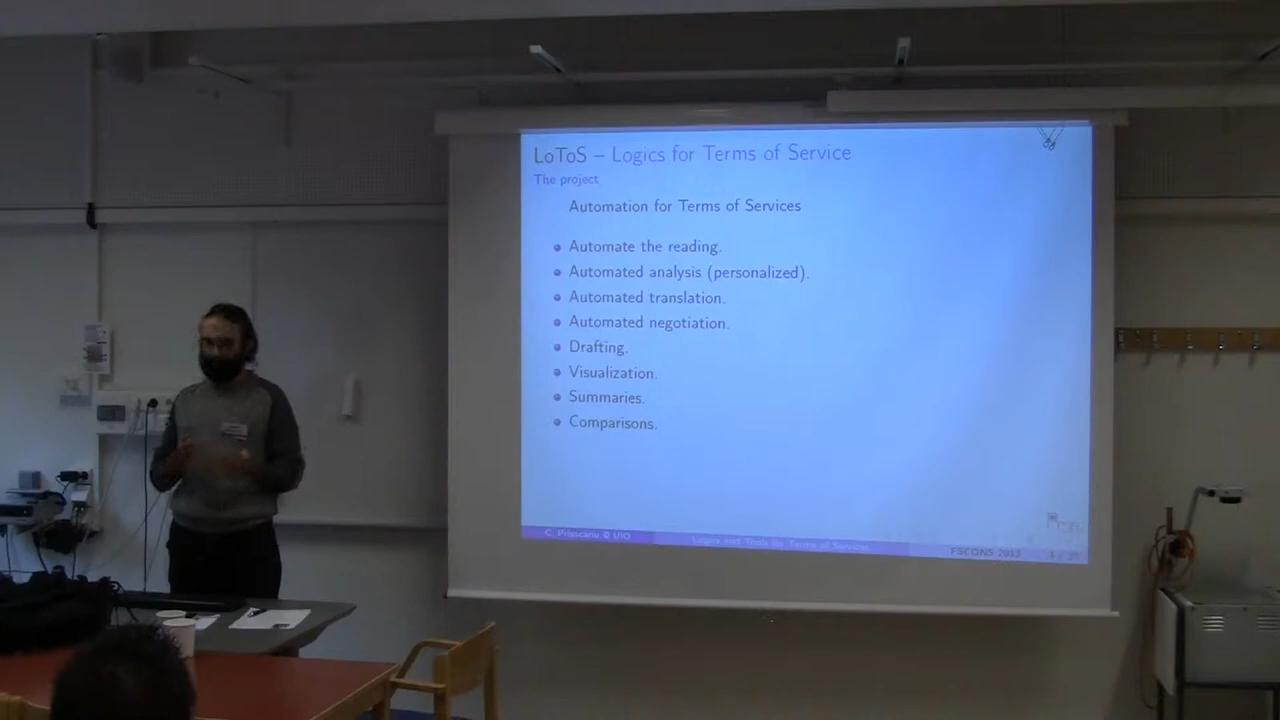 LoToS – Logics for Terms of Service
The project
Automation for Terms of Services
Automate the reading.
Automated analysis (personalized).
Automated translation.
Automated negotiation.
Drafting.
Visualization.
Summaries.
Comparisons.
C. Prisacariu @ UIO
Logics and Tools for Terms of Services
FSCONS 2013